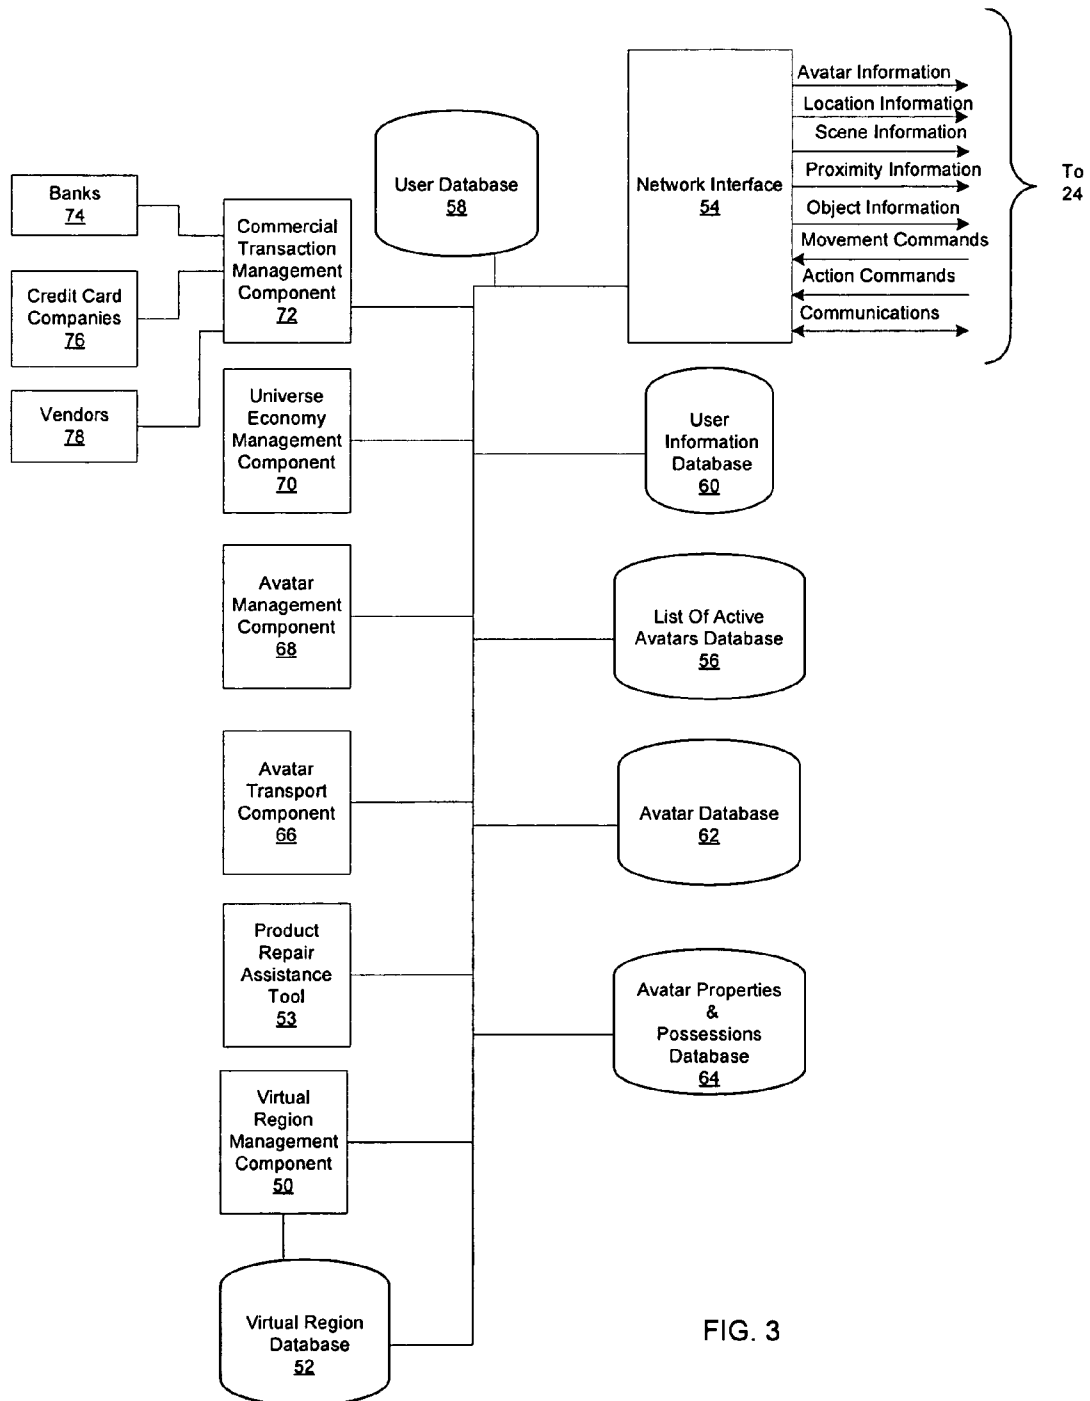 Avatar Information
Location Information
Scene Information
Proximity Information
Object Information
Movement Commands
Action Commands
Communications
To
24
Network Interface
54
User Database
58
Banks
74
Credit Card
Companies
76
Vendors
78
Commercial
Transaction
Management
Component
72
Universe
Economy
Management
Component
70
User
Information
Database
60
Avatar
Management
Component
68
List Of Active
Avatars Database
56
Avatar
Transport
Component
66
Avatar Database
62
Product
Repair
Assistance
Tool
53
Avatar Properties
&
Possessions
Database
64
Virtual
Region
Management
Component
50
Virtual Region
Database
52
FIG. 3